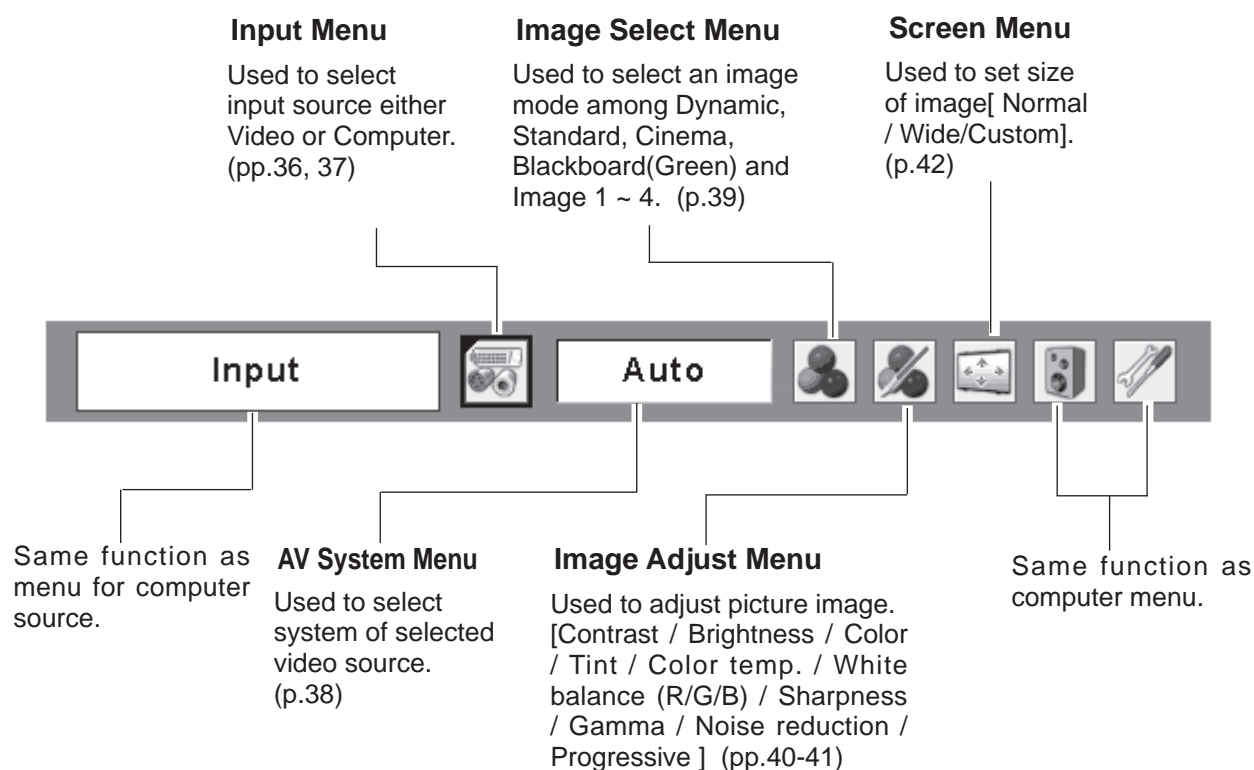 Input Menu
Used to select
input source either
Video or Computer.
(pp.36, 37)
Image Select Menu
Used to select an image
mode among Dynamic,
Standard, Cinema,
Blackboard(Green) and
Image 1 ~ 4.  (p.39)
Screen Menu
Used to set size
of image[ Normal
/ Wide/Custom].
(p.42)
Input
Auto
Same function as
menu for computer
source.
AV System Menu
Used to select
system of selected
video source.
(p.38)
Image Adjust Menu
Used to adjust picture image.
[Contrast / Brightness / Color
/ Tint / Color temp. / White
balance (R/G/B) / Sharpness
/ Gamma / Noise reduction /
Progressive ]  (pp.40-41)
Same function as
computer menu.